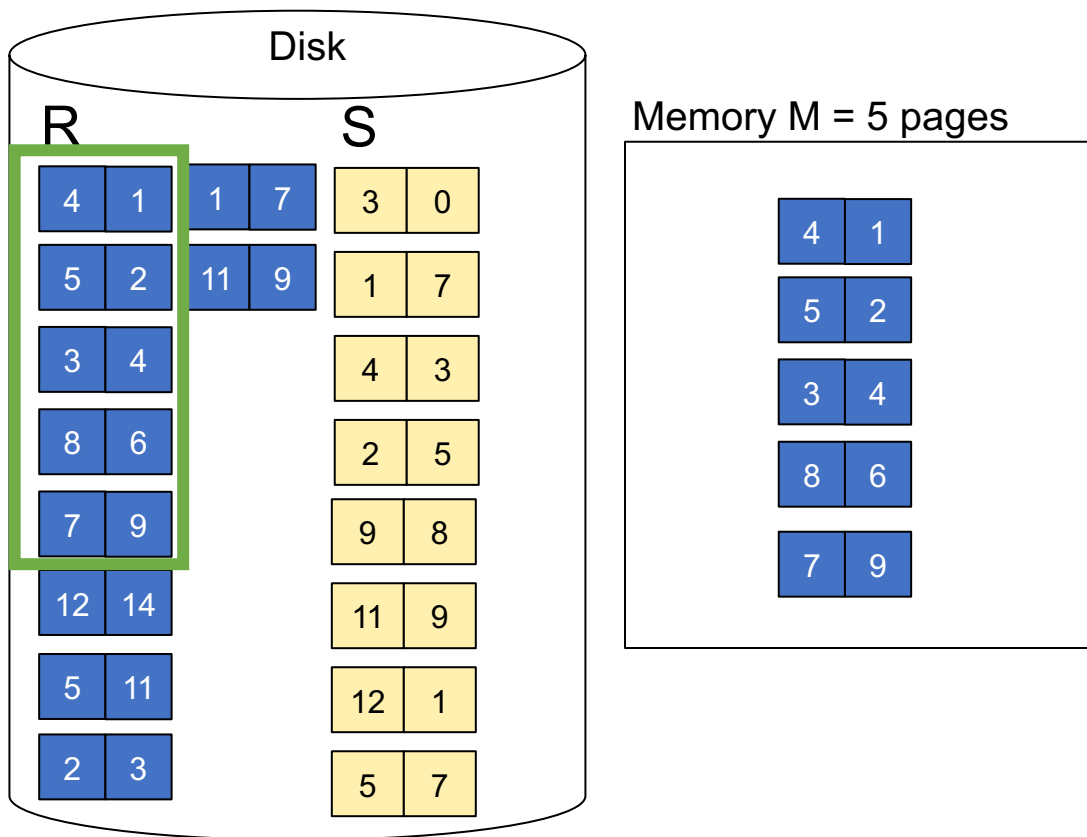 Disk
R S
Memory M = 5 pages
4 1 1 7 3 0
4 1
5 2 11 9 1 7
5 2
3 4 4 3
3 4
8 6 2 5
8 6
7 9 9 8
7 9
12 14 11 9
5 11 12 1
2 3 5 7